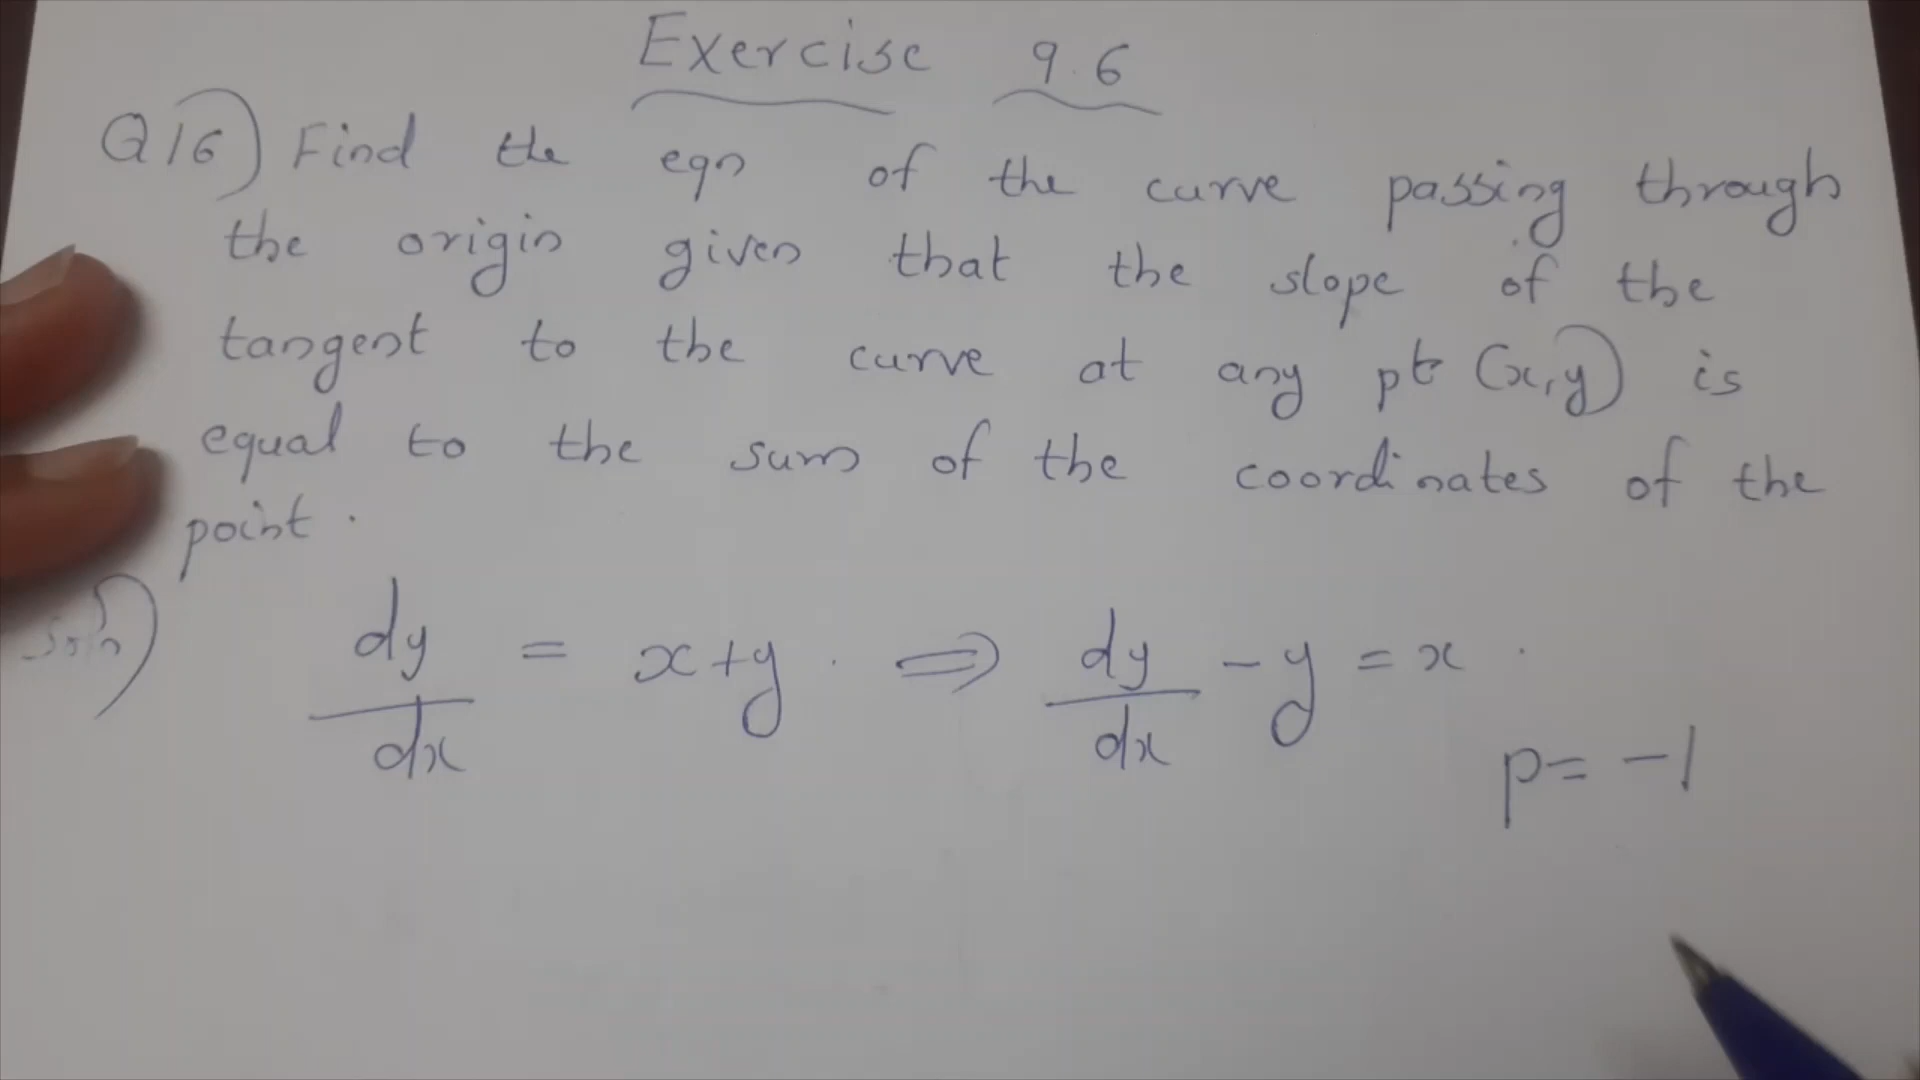 Exercise 9.6
Q16) Find the eqn of the curve passing through
the origin given that the slope of the
tangent to the curve at any pt (x,y) is
equal to the sum of the coordinates of the
point.
Soln) dy/dx = x+y. ⇒ dy/dx - y = x.
p = -1